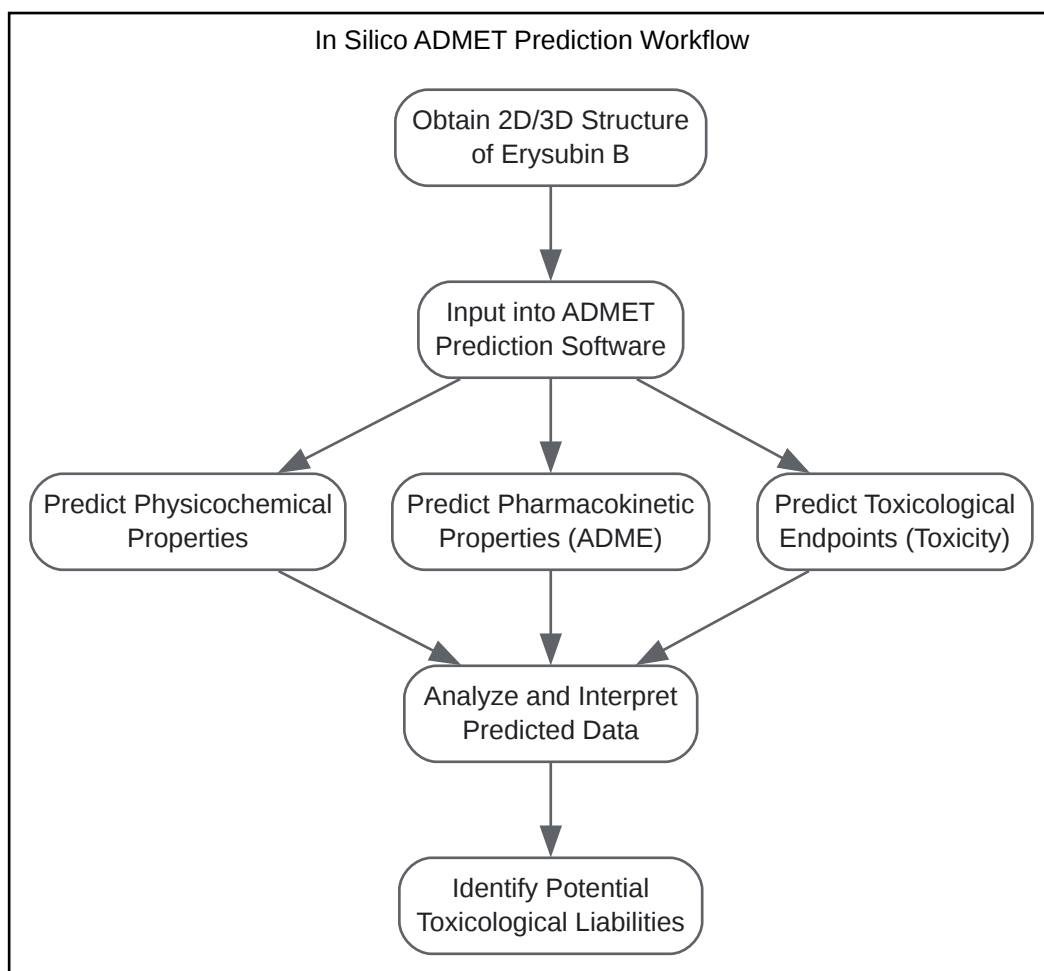 In Silico ADMET Prediction Workflow
Obtain 2D/3D Structure
of Erysubin B
Input into ADMET
Prediction Software
Predict Physicochemical
Properties
Predict Pharmacokinetic
Properties (ADME)
Predict Toxicological
Endpoints (Toxicity)
Analyze and Interpret
Predicted Data
Identify Potential
Toxicological Liabilities